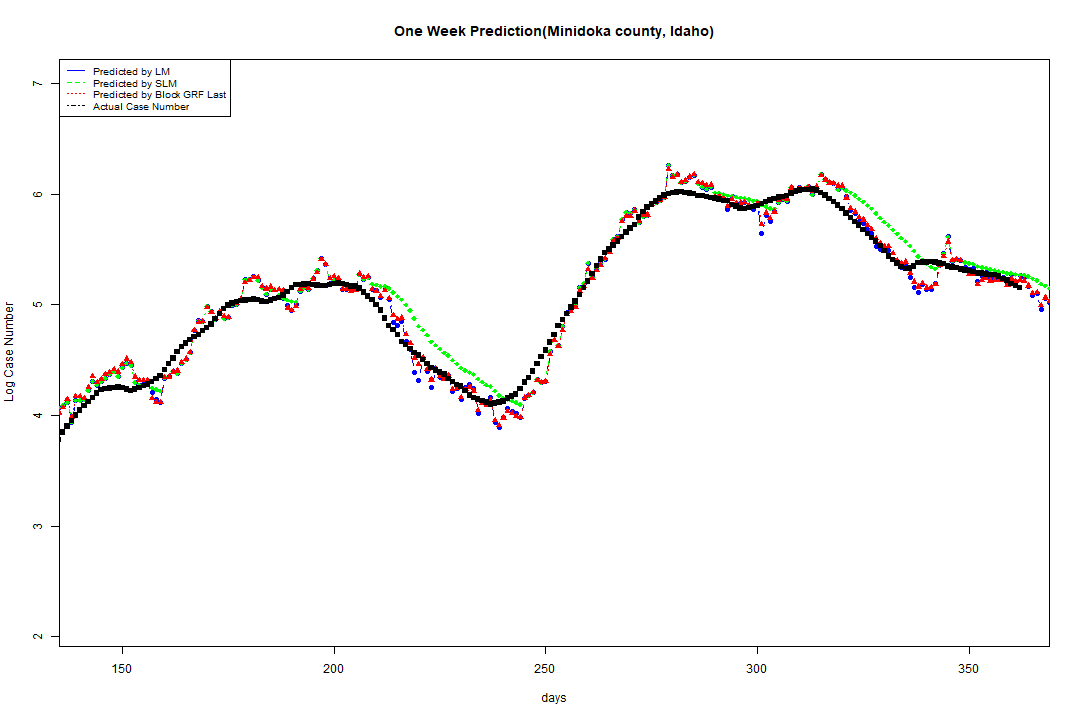 One Week Prediction(Minidoka county, Idaho)
Predicted by LM
Predicted by SLM
Predicted by Block GRF Last
Actual Case Number
Log Case Number
7
6
5
4
3
2
150 200 250 300 350
days